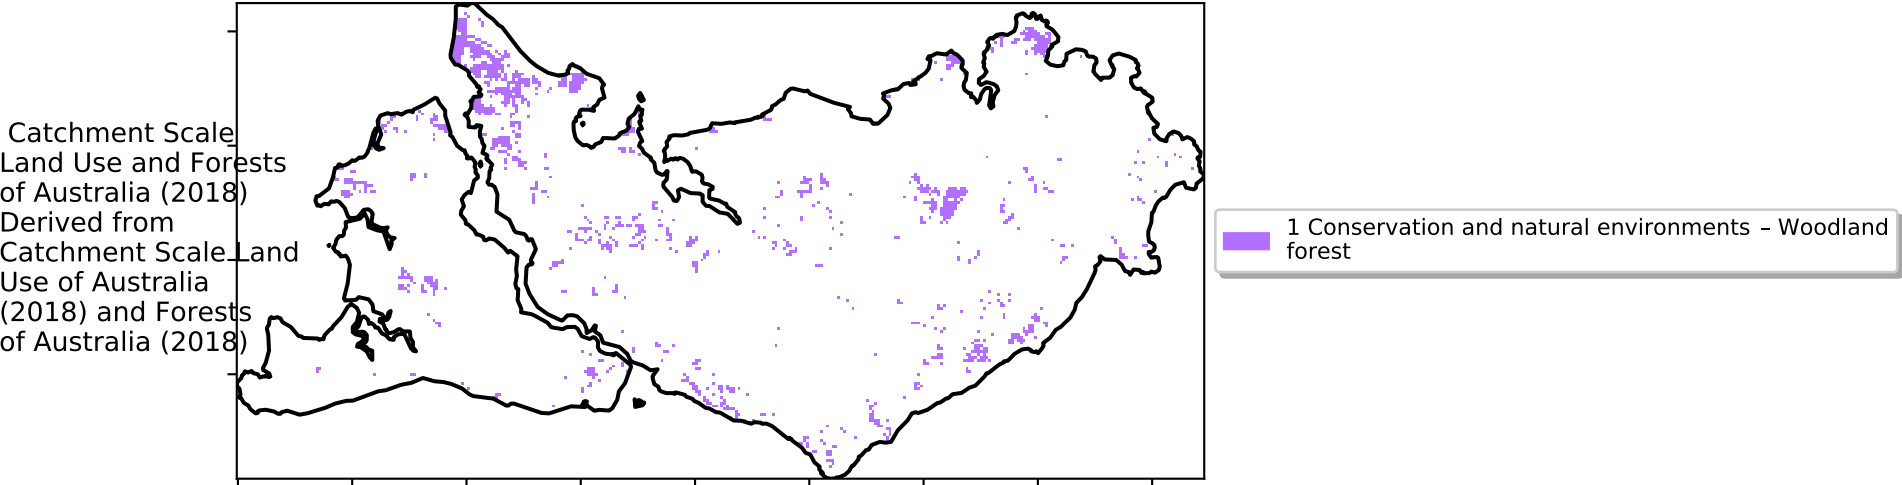 Catchment Scale
Land Use and Forests
of Australia (2018)
Derived from
Catchment Scale Land
Use of Australia
(2018) and Forests
of Australia (2018)
1 Conservation and natural environments – Woodland
forest